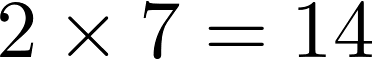 2 × 7 = 14